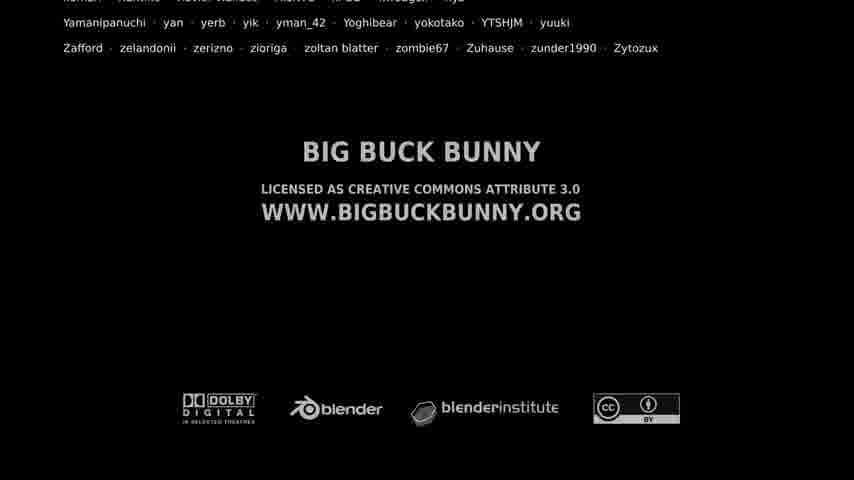 Yamanipanuchi · yan · yerb · yik · yman_42 · Yoghibear · yokotako · YTSHJM · yuuki
Zafford · zelandonii · zerizno · zioriga · zoltan blatter · zombie67 · Zuhause · zunder1990 · Zytozux
BIG BUCK BUNNY
LICENSED AS CREATIVE COMMONS ATTRIBUTE 3.0
WWW.BIGBUCKBUNNY.ORG
DOLBY
DIGITAL
IN SELECTED THEATRES
blender
blenderinstitute
cc
BY